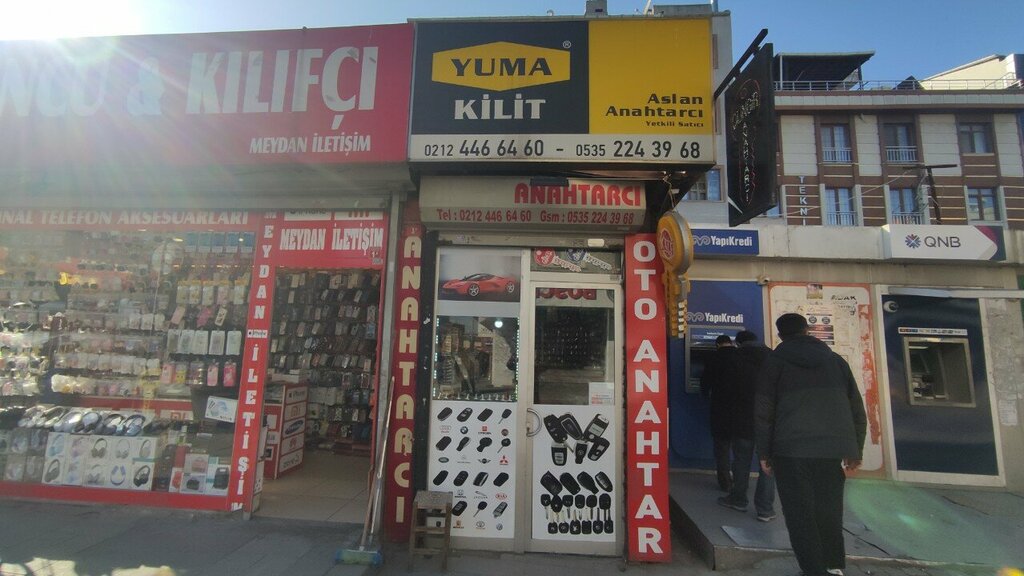 & KILIFÇI
MEYDAN İLETİŞİM
YUMA®
KİLİT
Aslan
Anahtarcı
Yetkili Satıcı
0212 446 64 60 - 0535 224 39 68
ANAHTARCI
Tel : 0212 446 64 60 Gsm : 0535 224 39 68
TELEFON AKSESUARLARI
MEYDAN İLETİŞİM
MEYDAN
İLETİŞİ
ANAHTARCI
OTO ANAHTAR
YapıKredi
YapıKredi
QNB
TEKNİ